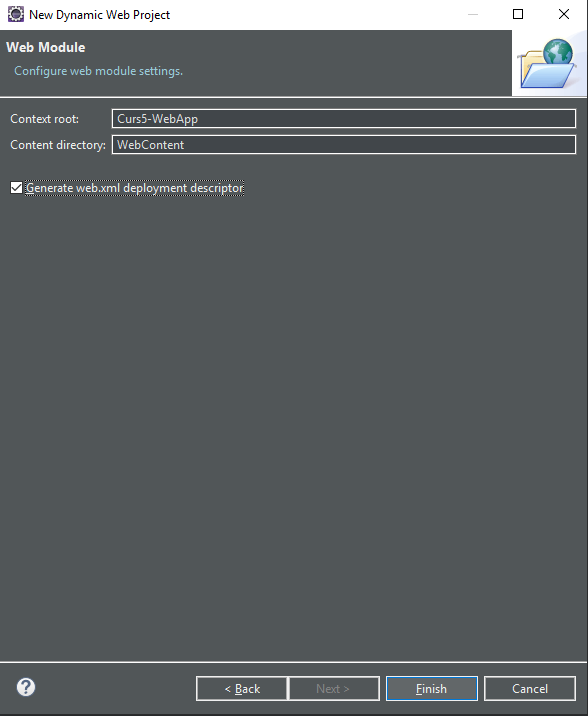 New Dynamic Web Project
Web Module
Configure web module settings.
Context root: Curs5-WebApp
Content directory: WebContent
Generate web.xml deployment descriptor
? < Back Next > Finish Cancel